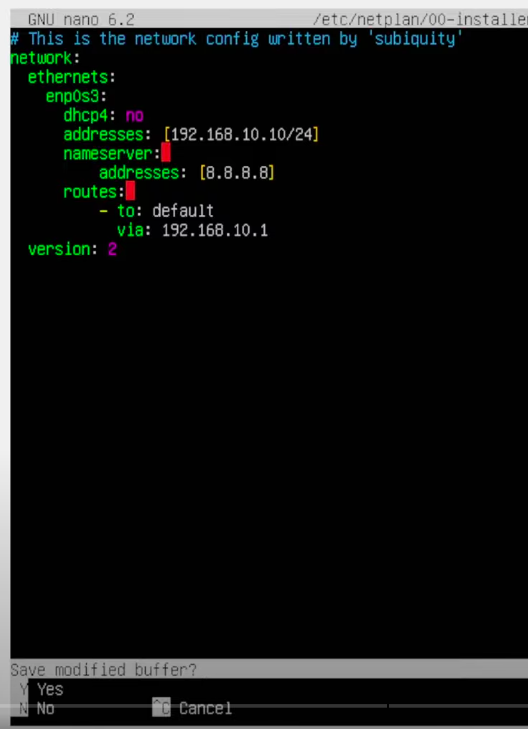 GNU nano 6.2 /etc/netplan/00-installer
# This is the network config written by 'subiquity'
network:
  ethernets:
    enp0s3:
      dhcp4: no
      addresses: [192.168.10.10/24]
      nameserver:
          addresses: [8.8.8.8]
      routes:
          - to: default
            via: 192.168.10.1
  version: 2
Save modified buffer?
Y Yes
N No ^C Cancel